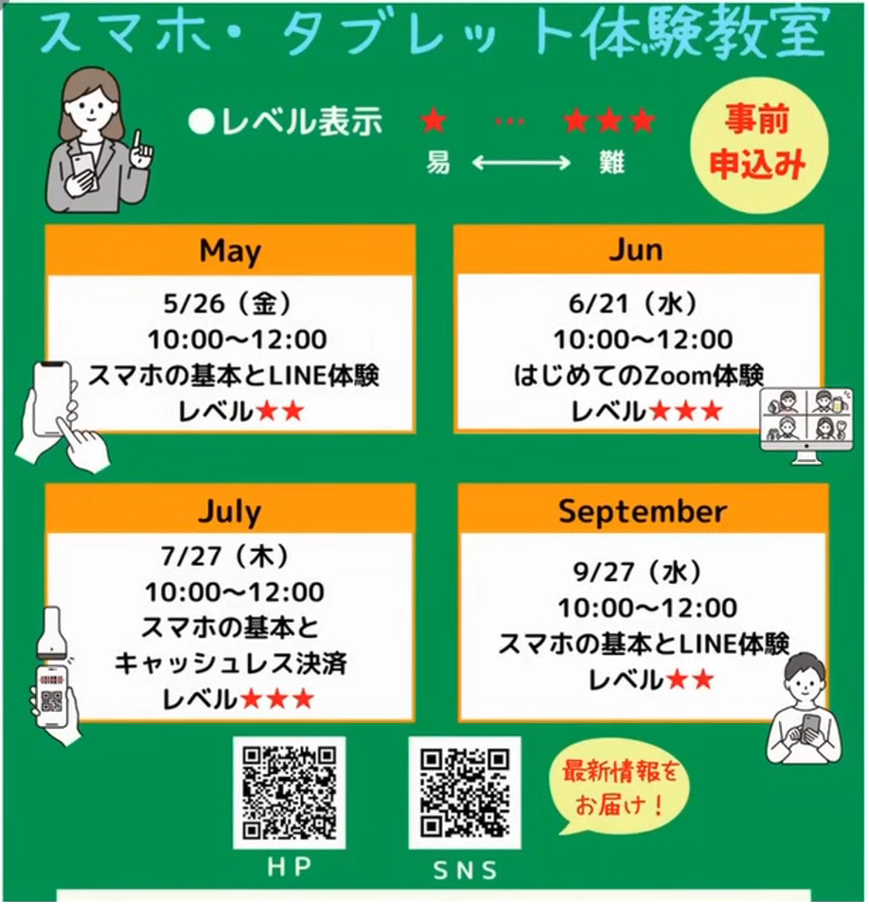 スマホ・タブレット体験教室
●レベル表示 ★ … ★★★
易 ⟷ 難
事前
申込み
May
5/26（金）
10:00～12:00
スマホの基本とLINE体験
レベル★★
Jun
6/21（水）
10:00～12:00
はじめてのZoom体験
レベル★★★
July
7/27（木）
10:00～12:00
スマホの基本と
キャッシュレス決済
レベル★★★
September
9/27（水）
10:00～12:00
スマホの基本とLINE体験
レベル★★
最新情報を
お届け！
HP
SNS